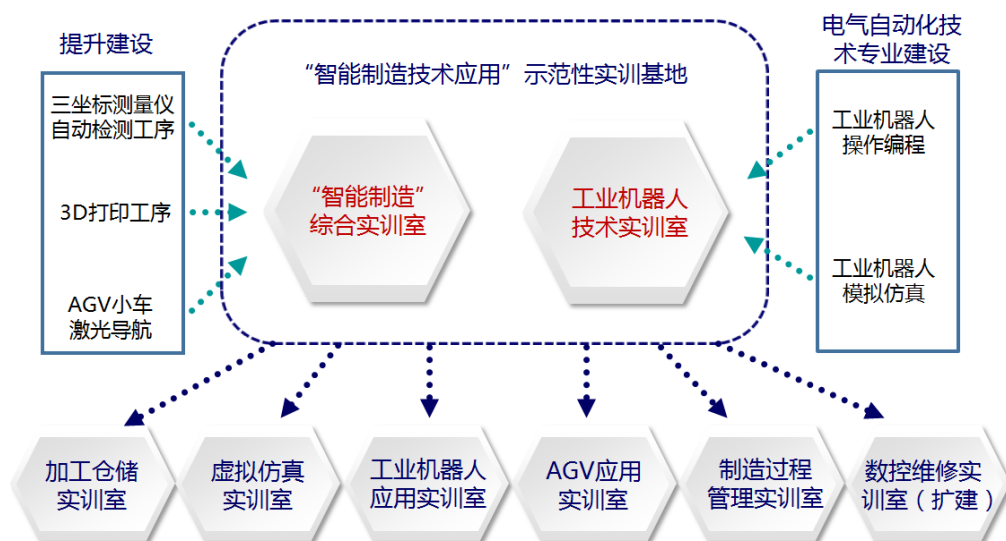 提升建设
三坐标测量仪
自动检测工序
3D打印工序
AGV小车
激光导航
“智能制造技术应用”示范性实训基地
“智能制造”
综合实训室
工业机器人
技术实训室
电气自动化技
术专业建设
工业机器人
操作编程
工业机器人
模拟仿真
加工仓储
实训室
虚拟仿真
实训室
工业机器人
应用实训室
AGV应用
实训室
制造过程
管理实训室
数控维修实
训室（扩建）